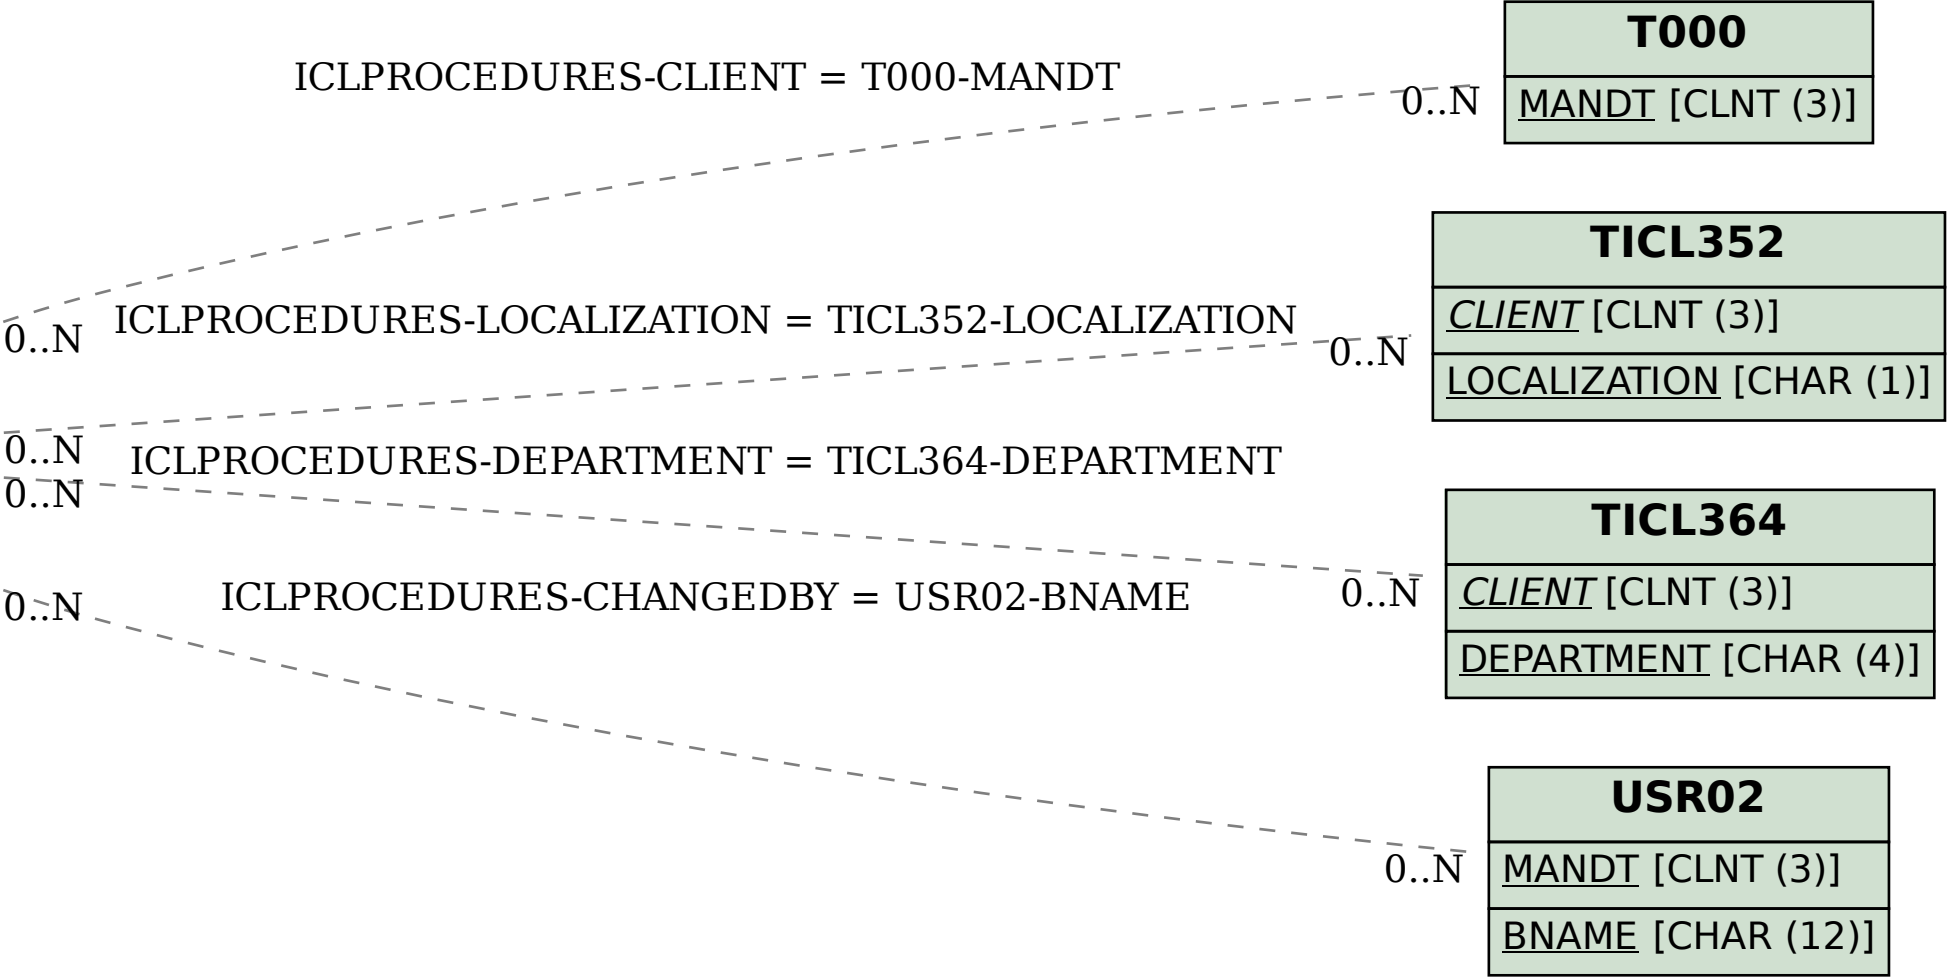 T000
ICLPROCEDURES-CLIENT = T000-MANDT
0..N
MANDT [CLNT (3)]
TICL352
CLIENT [CLNT (3)]
ICLPROCEDURES-LOCALIZATION = TICL352-LOCALIZATION
0..N
0..N
LOCALIZATION [CHAR (1)]
0..N
ICLPROCEDURES-DEPARTMENT = TICL364-DEPARTMENT
0..N
TICL364
CLIENT [CLNT (3)]
0..N
ICLPROCEDURES-CHANGEDBY = USR02-BNAME
0..N
DEPARTMENT [CHAR (4)]
USR02
0..N
MANDT [CLNT (3)]
BNAME [CHAR (12)]